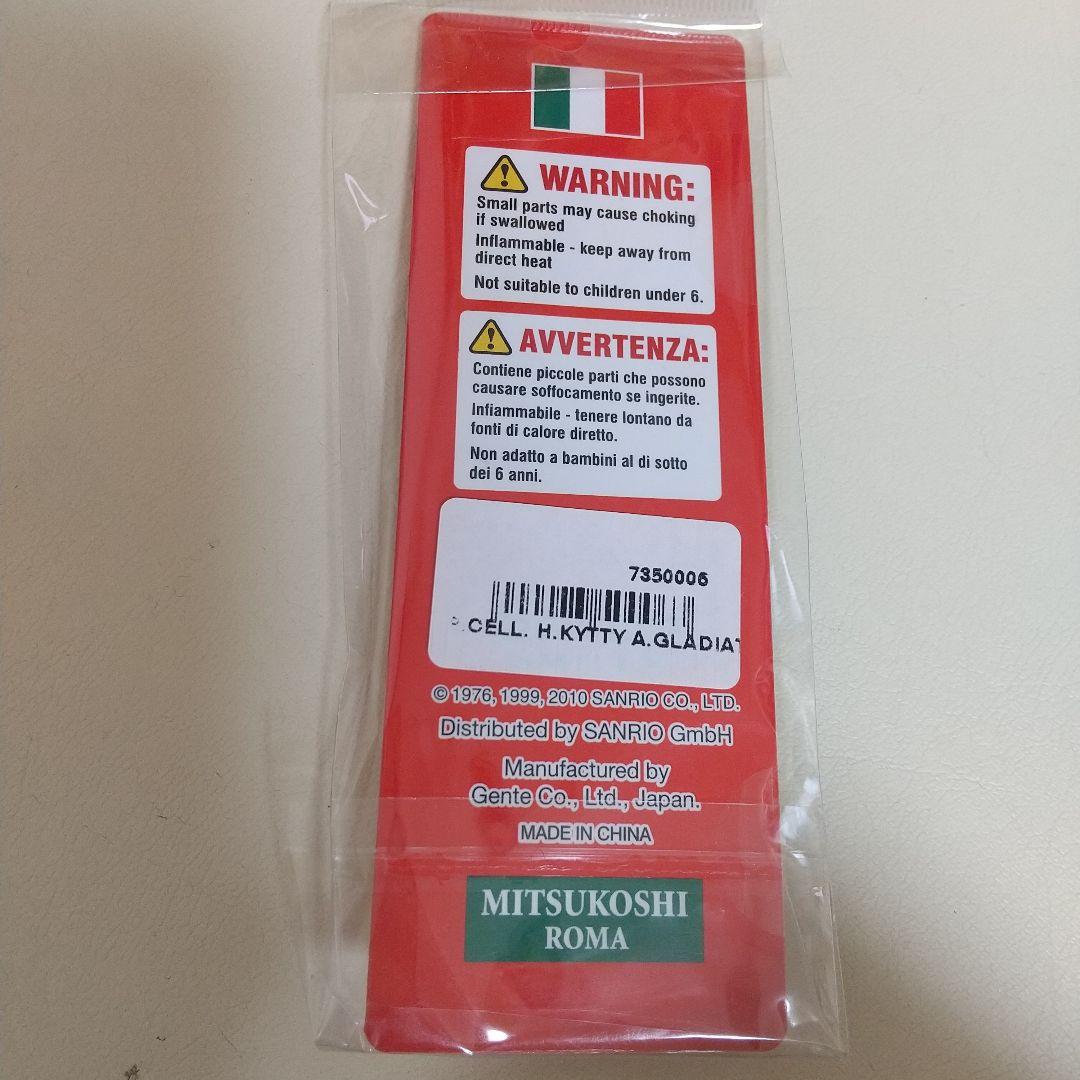 WARNING:
Small parts may cause choking
if swallowed
Inflammable - keep away from
direct heat
Not suitable to children under 6.
AVVERTENZA:
Contiene piccole parti che possono
causare soffocamento se ingerite.
Infiammabile - tenere lontano da
fonti di calore diretto.
Non adatto a bambini al di sotto
dei 6 anni.
7350006
P.CELL. H.KYTTY A.GLADIAT
© 1976, 1999, 2010 SANRIO CO., LTD.
Distributed by SANRIO GmbH
Manufactured by
Gente Co., Ltd., Japan.
MADE IN CHINA
MITSUKOSHI
ROMA